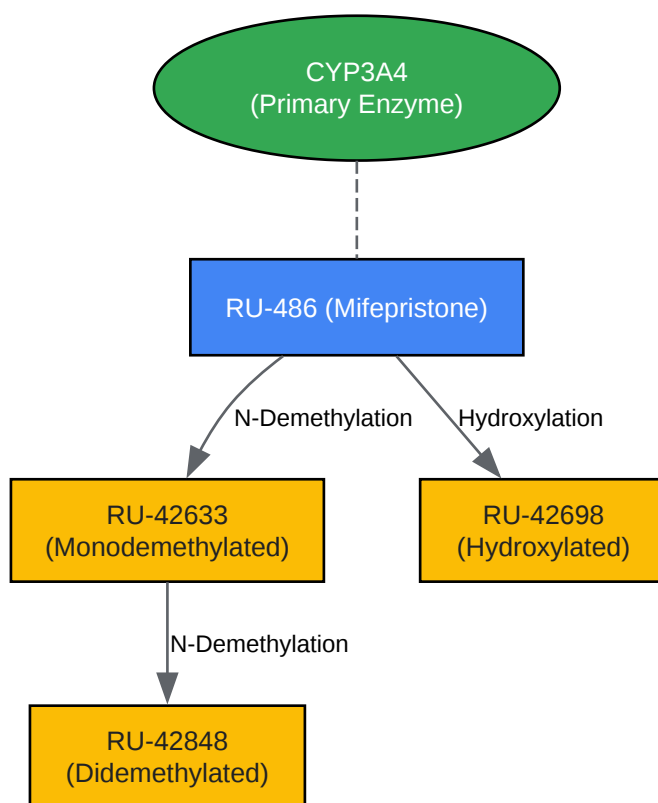 CYP3A4
(Primary Enzyme)
RU-486 (Mifepristone)
N-Demethylation
Hydroxylation
RU-42633
(Monodemethylated)
RU-42698
(Hydroxylated)
N-Demethylation
RU-42848
(Didemethylated)